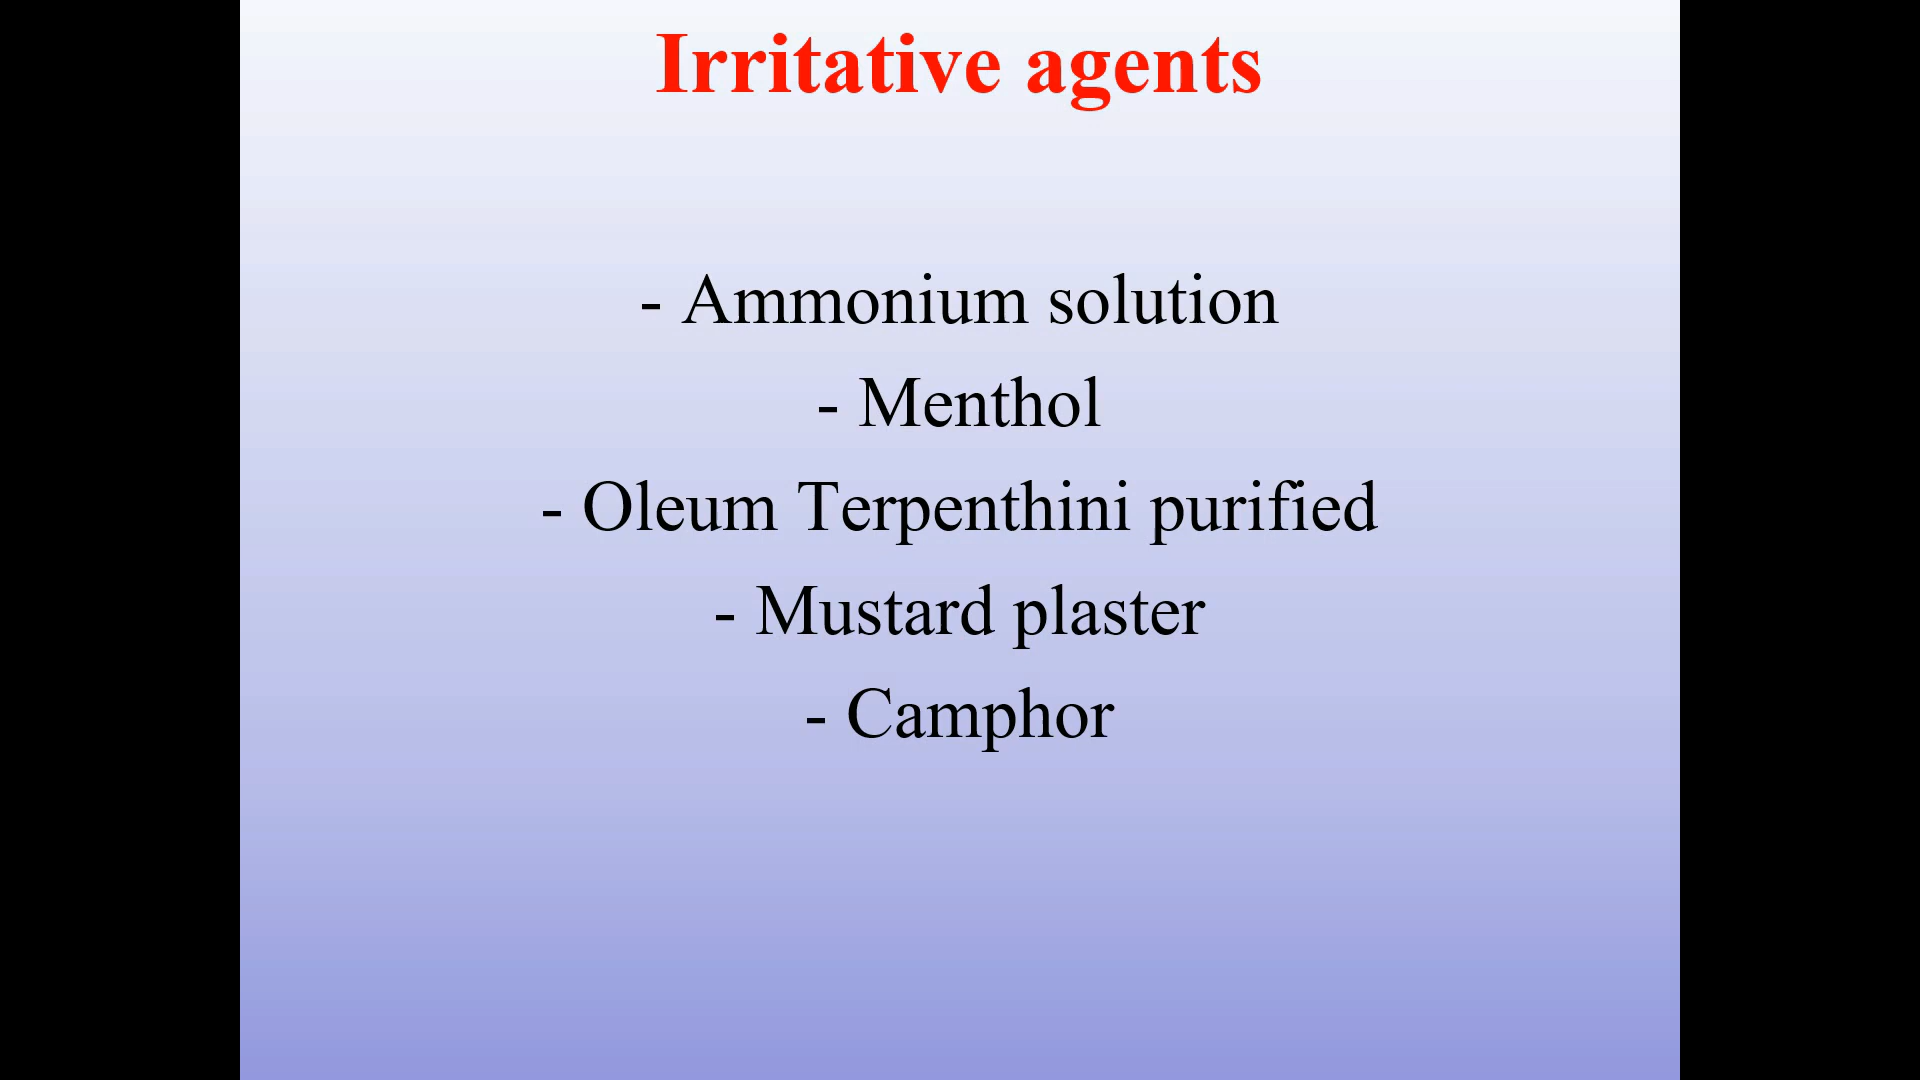 Irritative agents
- Ammonium solution
- Menthol
- Oleum Terpenthini purified
- Mustard plaster
- Camphor